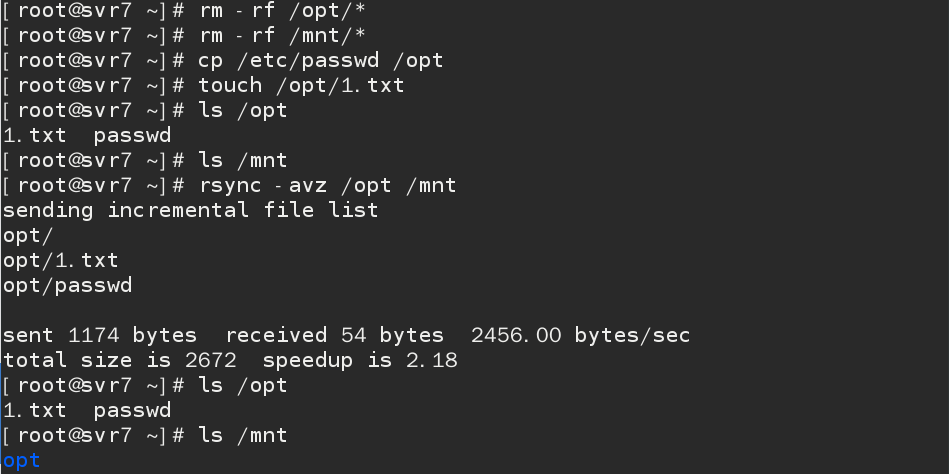 [root@svr7 ~]# rm -rf /opt/*
[root@svr7 ~]# rm -rf /mnt/*
[root@svr7 ~]# cp /etc/passwd /opt
[root@svr7 ~]# touch /opt/1.txt
[root@svr7 ~]# ls /opt
1.txt  passwd
[root@svr7 ~]# ls /mnt
[root@svr7 ~]# rsync -avz /opt /mnt
sending incremental file list
opt/
opt/1.txt
opt/passwd

sent 1174 bytes  received 54 bytes  2456.00 bytes/sec
total size is 2672  speedup is 2.18
[root@svr7 ~]# ls /opt
1.txt  passwd
[root@svr7 ~]# ls /mnt
opt